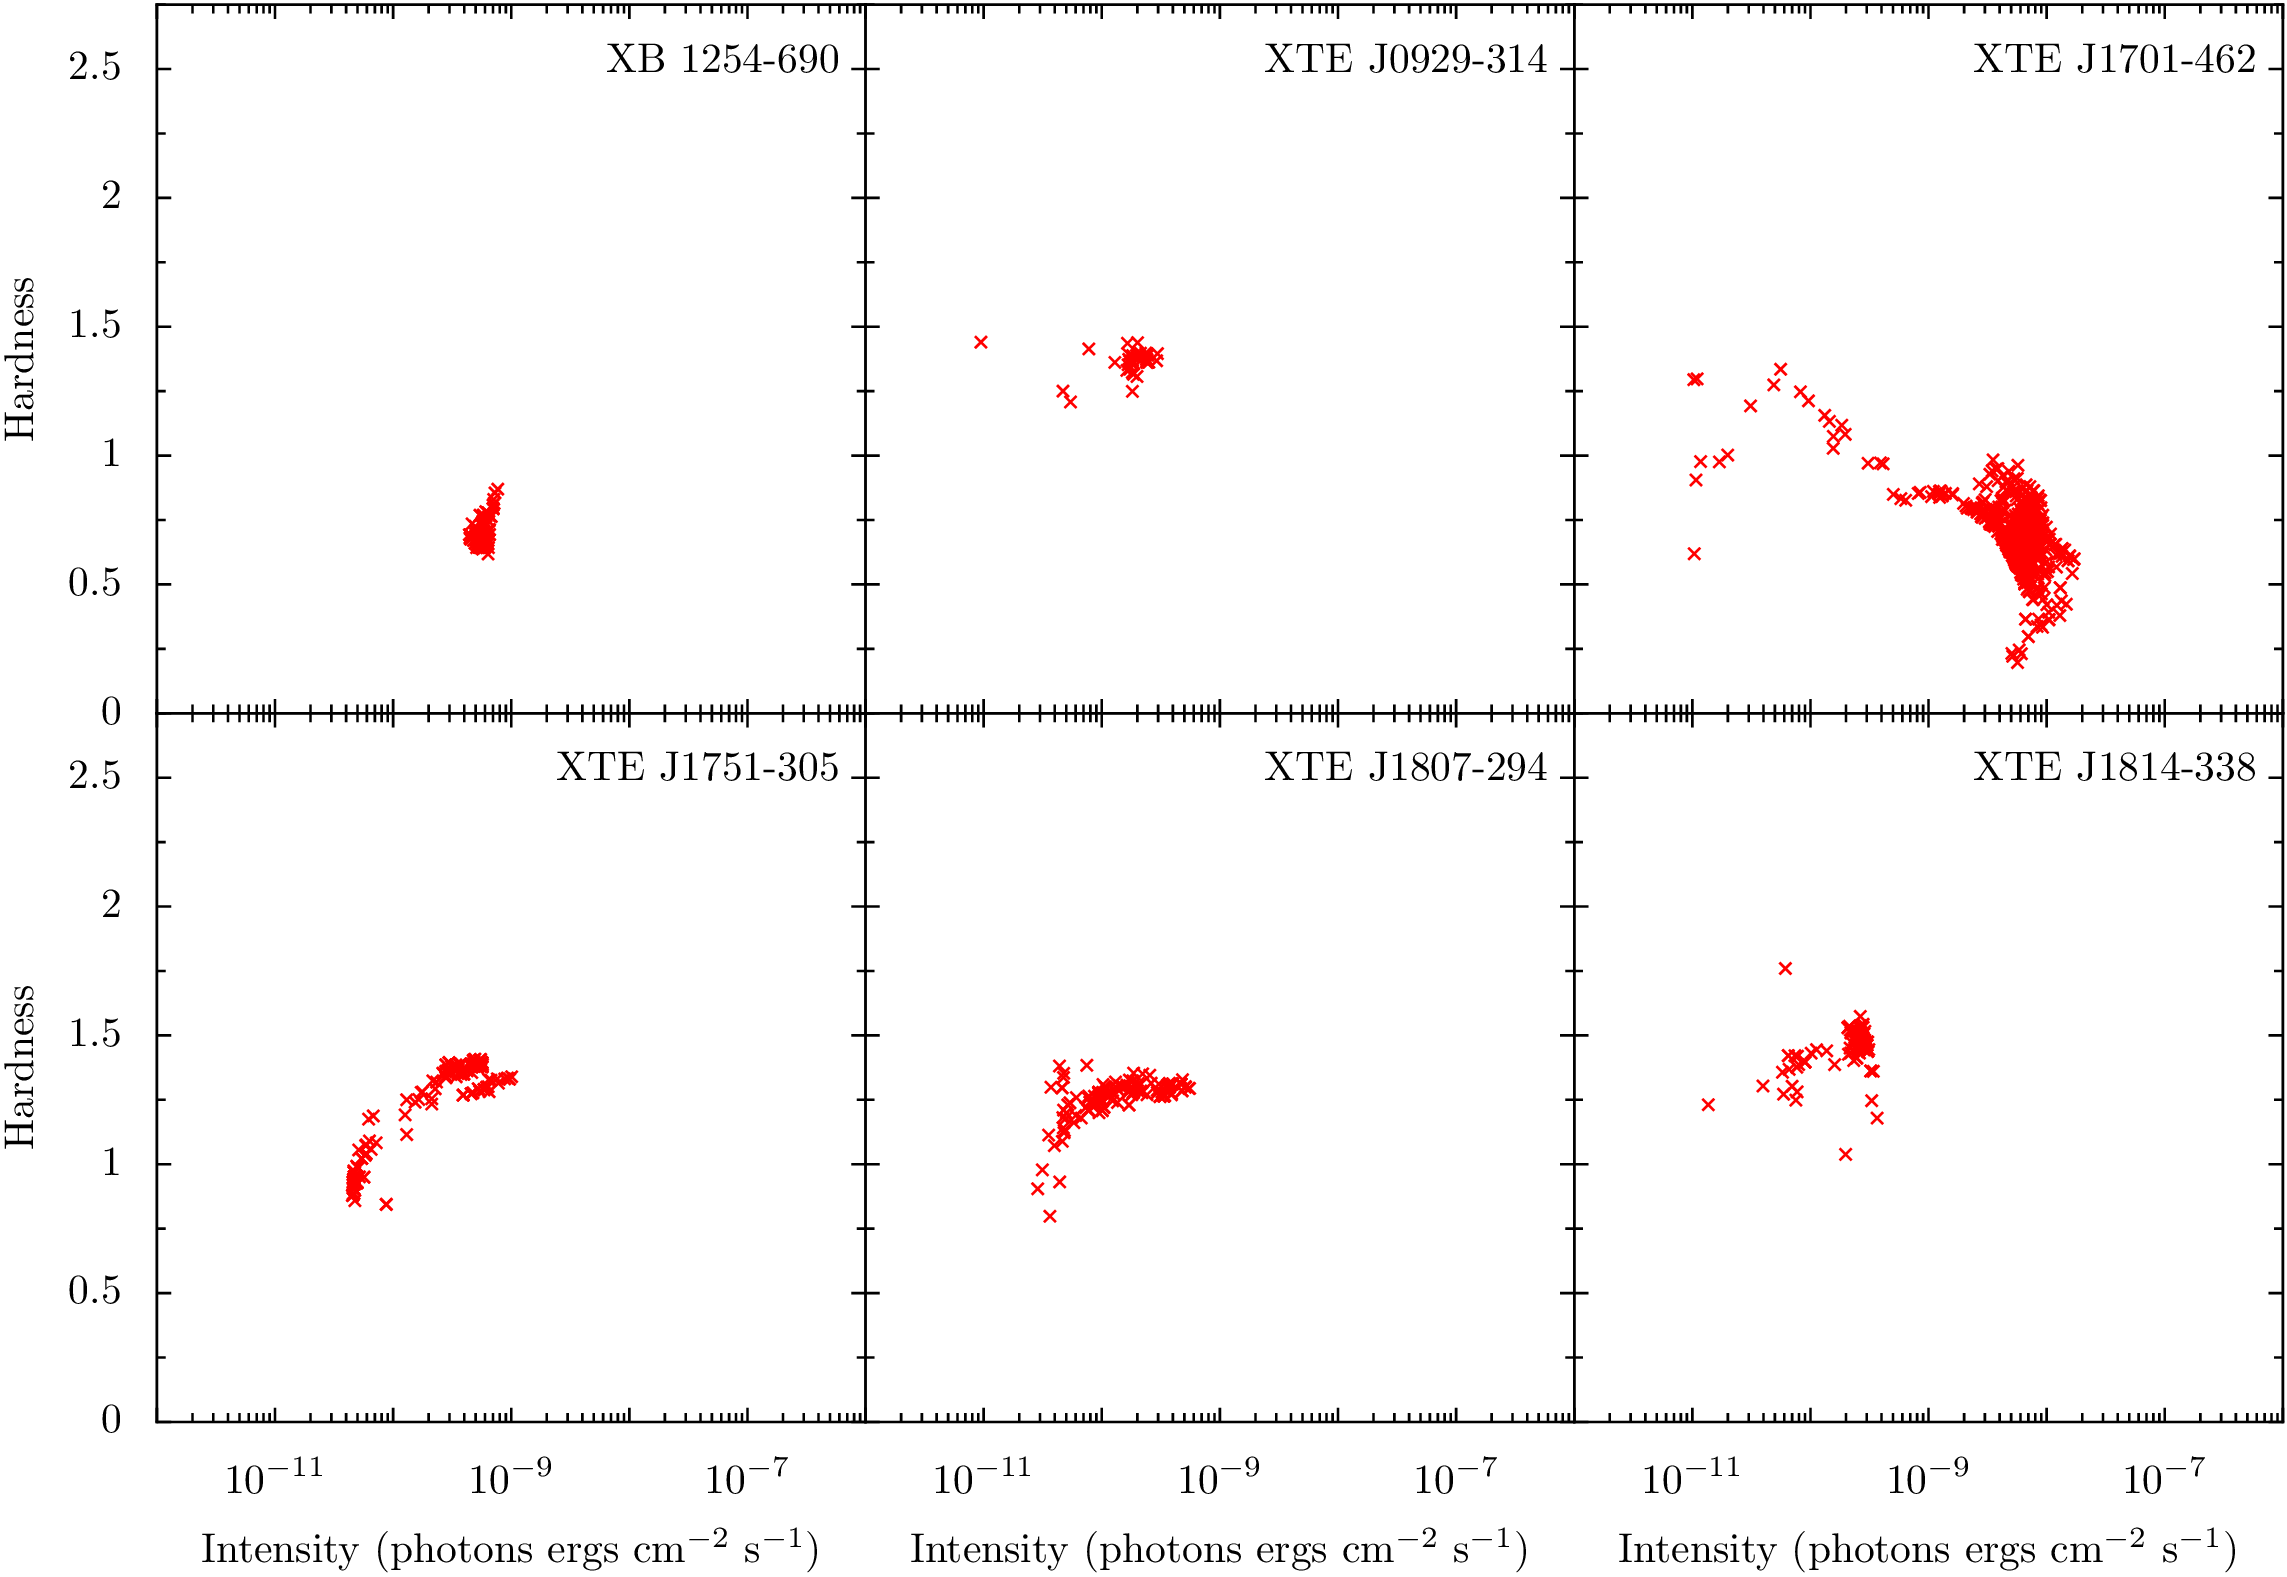 XB 1254-690
XTE J0929-314
XTE J1701-462
2.5
2
1.5
1
0.5
0
Hardness
XTE J1751-305
XTE J1807-294
XTE J1814-338
2.5
2
1.5
1
0.5
0
Hardness
10⁻¹¹ 10⁻⁹ 10⁻⁷
10⁻¹¹ 10⁻⁹ 10⁻⁷
10⁻¹¹ 10⁻⁹ 10⁻⁷
Intensity (photons ergs cm⁻² s⁻¹)
Intensity (photons ergs cm⁻² s⁻¹)
Intensity (photons ergs cm⁻² s⁻¹)